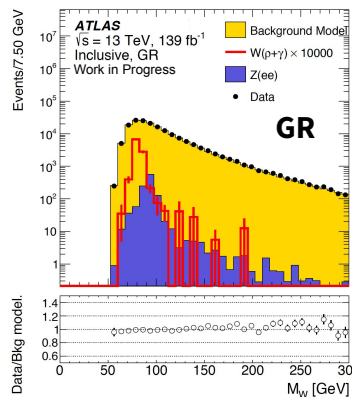 ATLAS
√s = 13 TeV, 139 fb⁻¹
Inclusive, GR
Work in Progress
Background Model
W(ρ+γ) × 10000
Z(ee)
Data
GR
Events/7.50 GeV
10⁷
10⁶
10⁵
10⁴
10³
10²
10
1
Data/Bkg model.
1.4
1.2
1.0
0.8
0.6
0 50 100 150 200 250 300
M_W [GeV]